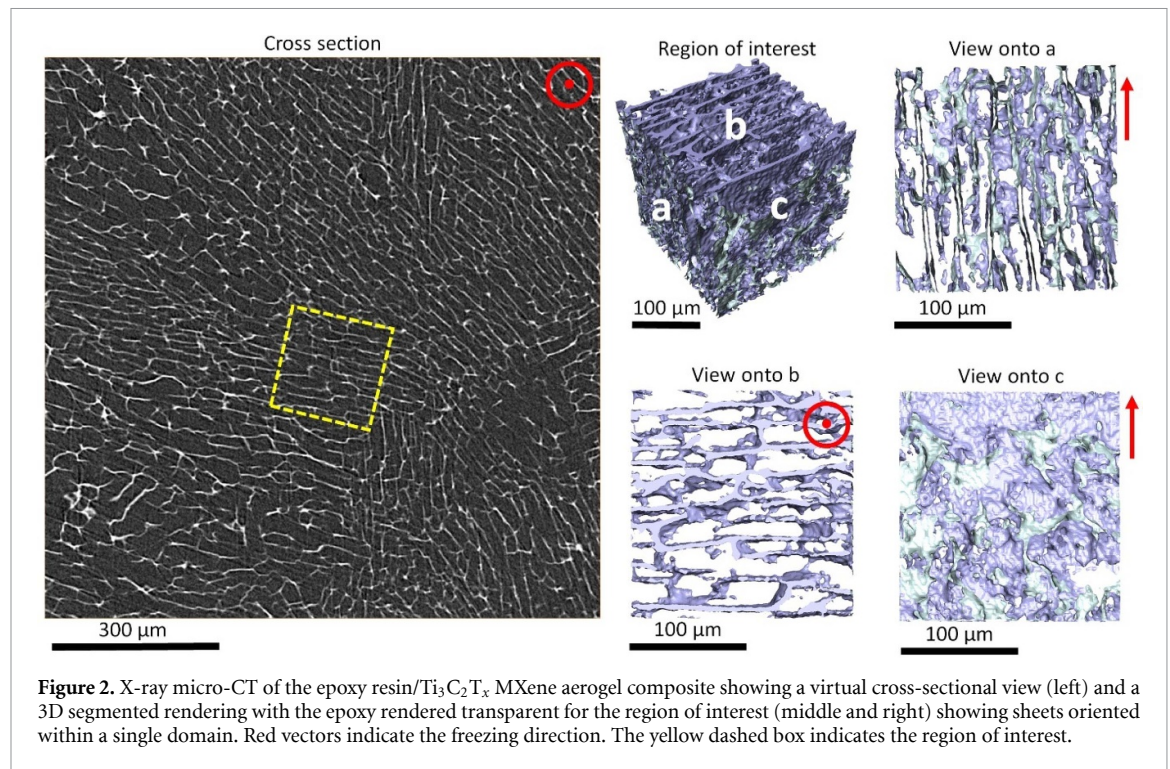 Cross section
300 µm
Region of interest
b
a
c
100 µm
View onto a
100 µm
View onto b
100 µm
View onto c
100 µm
Figure 2. X-ray micro-CT of the epoxy resin/Ti₃C₂Tₓ MXene aerogel composite showing a virtual cross-sectional view (left) and a
3D segmented rendering with the epoxy rendered transparent for the region of interest (middle and right) showing sheets oriented
within a single domain. Red vectors indicate the freezing direction. The yellow dashed box indicates the region of interest.